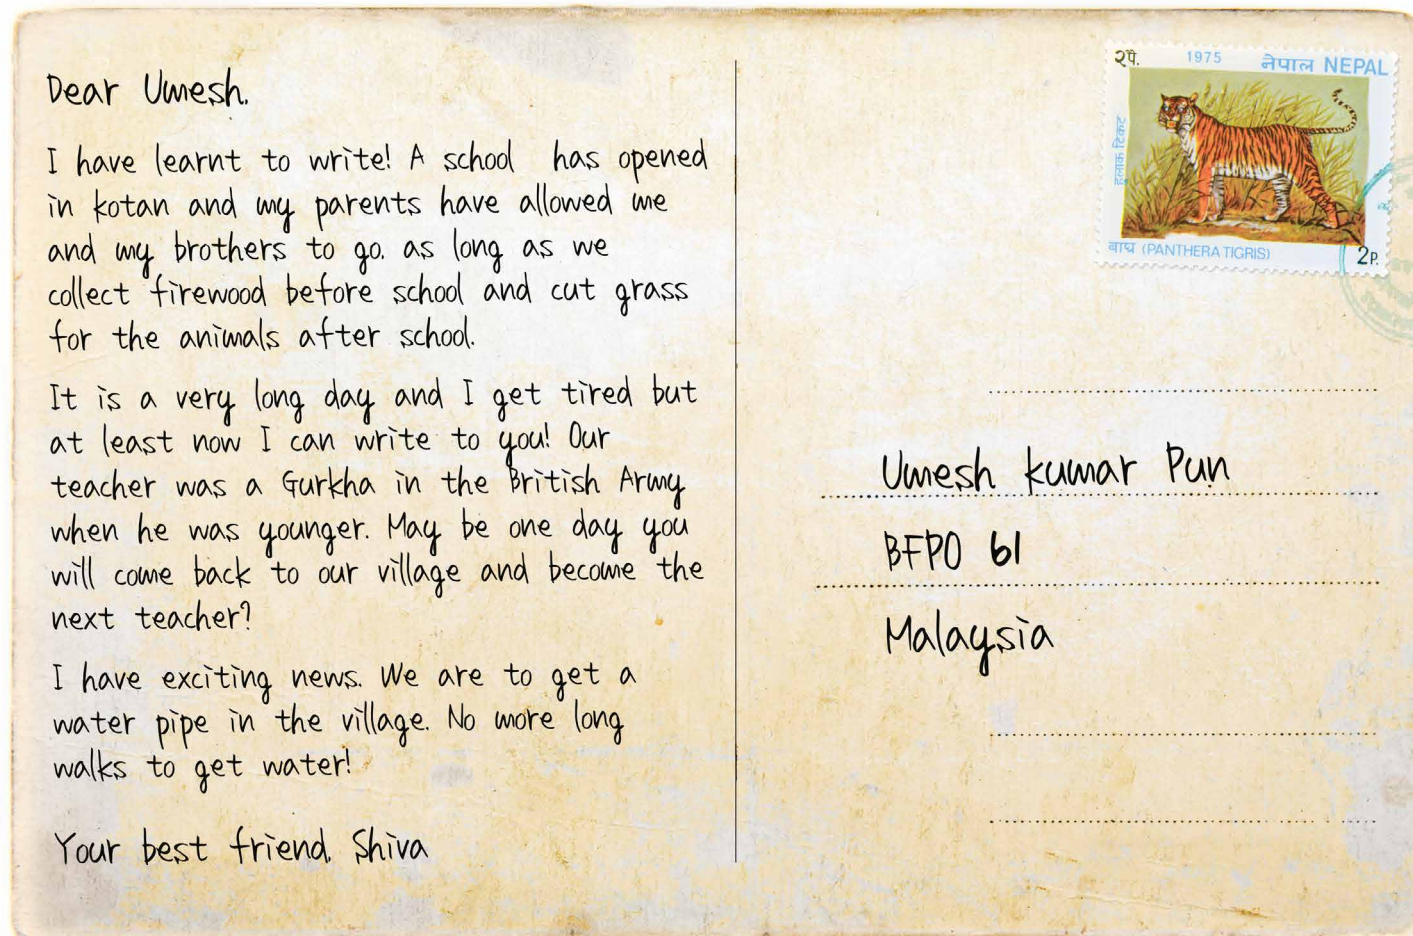 Dear Umesh,
I have learnt to write! A school has opened
in kotan and my parents have allowed me
and my brothers to go, as long as we
collect firewood before school and cut grass
for the animals after school.
It is a very long day and I get tired but
at least now I can write to you! Our
teacher was a Gurkha in the British Army
when he was younger. May be one day you
will come back to our village and become the
next teacher?
I have exciting news. We are to get a
water pipe in the village. No more long
walks to get water!
Your best friend, Shiva
२पै. 1975 नेपाल NEPAL
हुलाक टिकट
बाघ (PANTHERA TIGRIS) 2P.
Umesh kumar Pun
BFPO 61
Malaysia